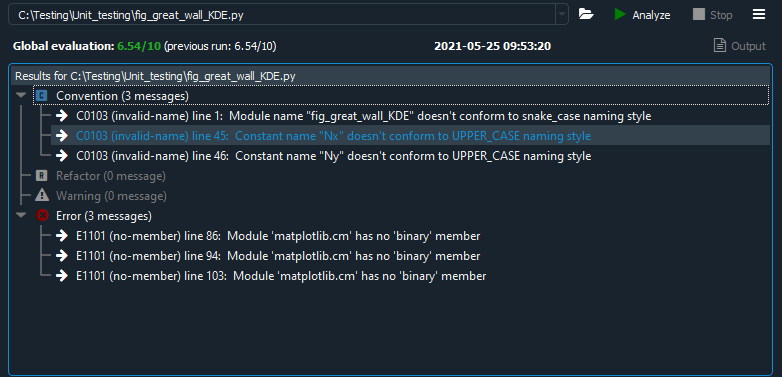 C:\Testing\Unit_testing\fig_great_wall_KDE.py Analyze Stop
Global evaluation: 6.54/10 (previous run: 6.54/10) 2021-05-25 09:53:20 Output
Results for C:\Testing\Unit_testing\fig_great_wall_KDE.py
C Convention (3 messages)
C0103 (invalid-name) line 1: Module name "fig_great_wall_KDE" doesn't conform to snake_case naming style
C0103 (invalid-name) line 45: Constant name "Nx" doesn't conform to UPPER_CASE naming style
C0103 (invalid-name) line 46: Constant name "Ny" doesn't conform to UPPER_CASE naming style
R Refactor (0 message)
Warning (0 message)
Error (3 messages)
E1101 (no-member) line 86: Module 'matplotlib.cm' has no 'binary' member
E1101 (no-member) line 94: Module 'matplotlib.cm' has no 'binary' member
E1101 (no-member) line 103: Module 'matplotlib.cm' has no 'binary' member